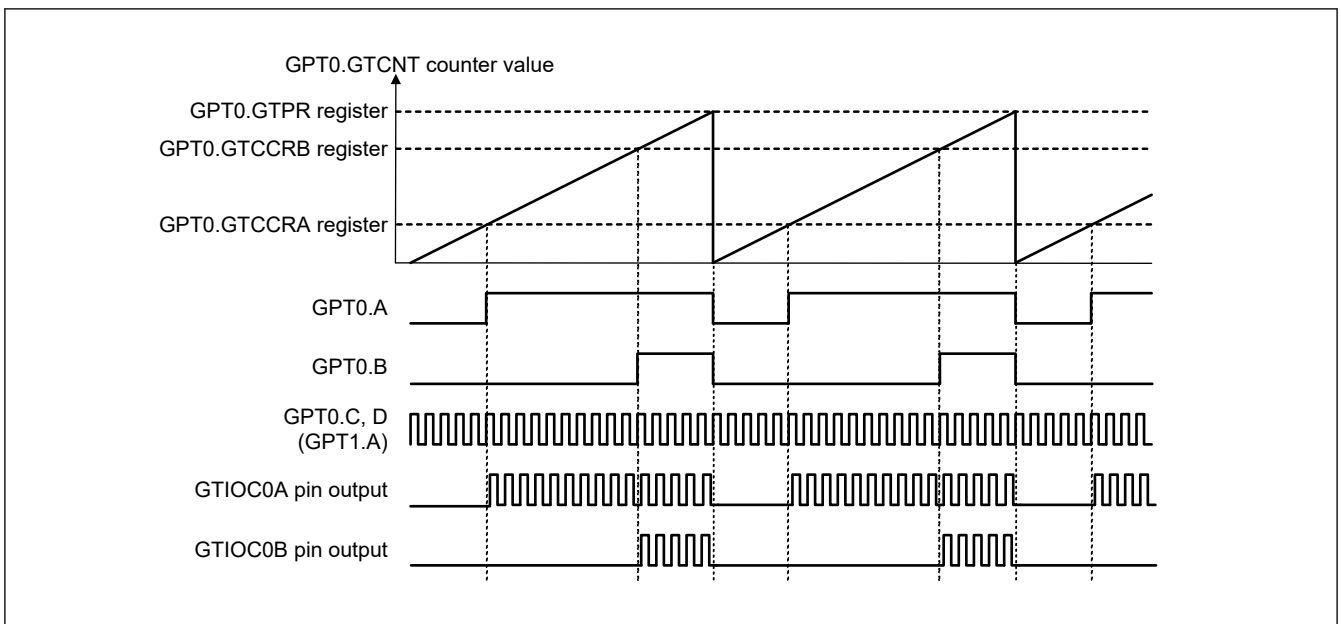 GPT0.GTCNT counter value
GPT0.GTPR register
GPT0.GTCCRB register
GPT0.GTCCRA register
GPT0.A
GPT0.B
GPT0.C, D
(GPT1.A)
GTIOC0A pin output
GTIOC0B pin output